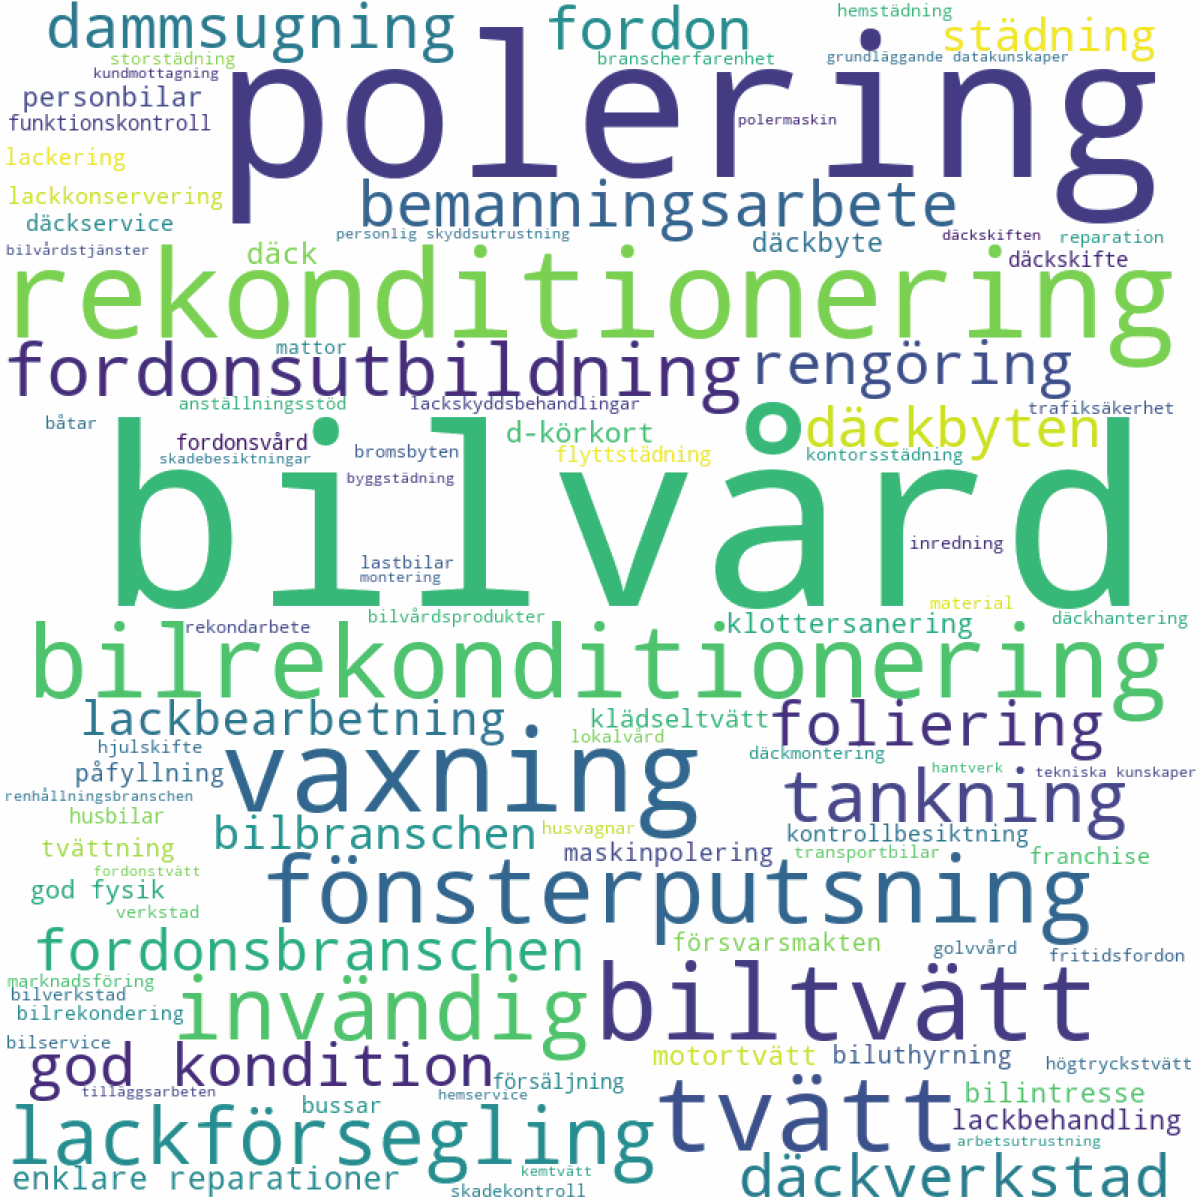 hemstädning
dammsugning
fordon
städning
storstädning
branscherfarenhet
grundläggande datakunskaper
kundmottagning
polering
personbilar
funktionskontroll
polermaskin
lackering
lackkonservering
bemanningsarbete
däckservice
personlig skyddsutrustning
däckbyte
däckskiften
reparation
bilvårdstjänster
däck
däckskifte
rekonditionering
mattor
fordonsutbildning
rengöring
anställningsstöd
lackskyddsbehandlingar
trafiksäkerhet
båtar
d-körkort
däckbyten
fordonsvård
bromsbyten
flyttstädning
kontorsstädning
skadebesiktningar
byggstädning
bilvård
inredning
lastbilar
montering
material
bilvårdsprodukter
däckhantering
rekondarbete
klottersanering
bilrekonditionering
lackbearbetning
klädseltvätt
foliering
lokalvård
hjulskifte
däckmontering
påfyllning
vaxning
hantverk
tekniska kunskaper
renhållningsbranschen
tankning
husbilar
bilbranschen
husvagnar
kontrollbesiktning
tvättning
maskinpolering
transportbilar
franchise
fordonstvätt
god fysik
fönsterputsning
verkstad
fordonsbranschen
försvarsmakten
golvvård
fritidsfordon
marknadsföring
bilverkstad
invändig
biltvätt
bilrekondering
bilservice
god kondition
motortvätt
biluthyrning
högtryckstvätt
försäljning
tilläggsarbeten
hemservice
bilintresse
bussar
tvätt
lackförsegling
lackbehandling
arbetsutrustning
enklare reparationer
kemtvätt
däckverkstad
skadekontroll